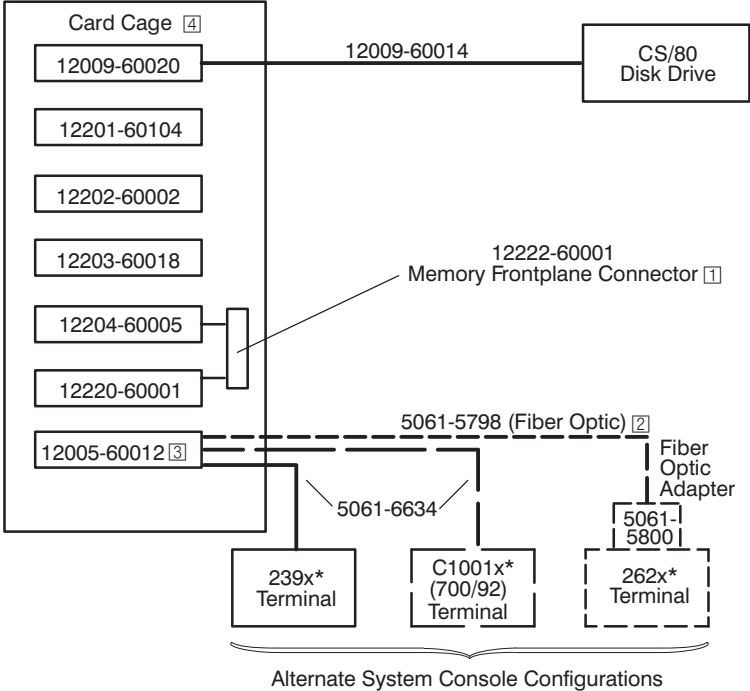 Card Cage 4
12009-60020
12009-60014
CS/80
Disk Drive
12201-60104
12202-60002
12203-60018
12222-60001
Memory Frontplane Connector 1
12204-60005
12220-60001
5061-5798 (Fiber Optic) 2
12005-60012 3
Fiber
Optic
Adapter
5061-6634
5061-
5800
239x*
Terminal
C1001x*
(700/92)
Terminal
262x*
Terminal
Alternate System Console Configurations